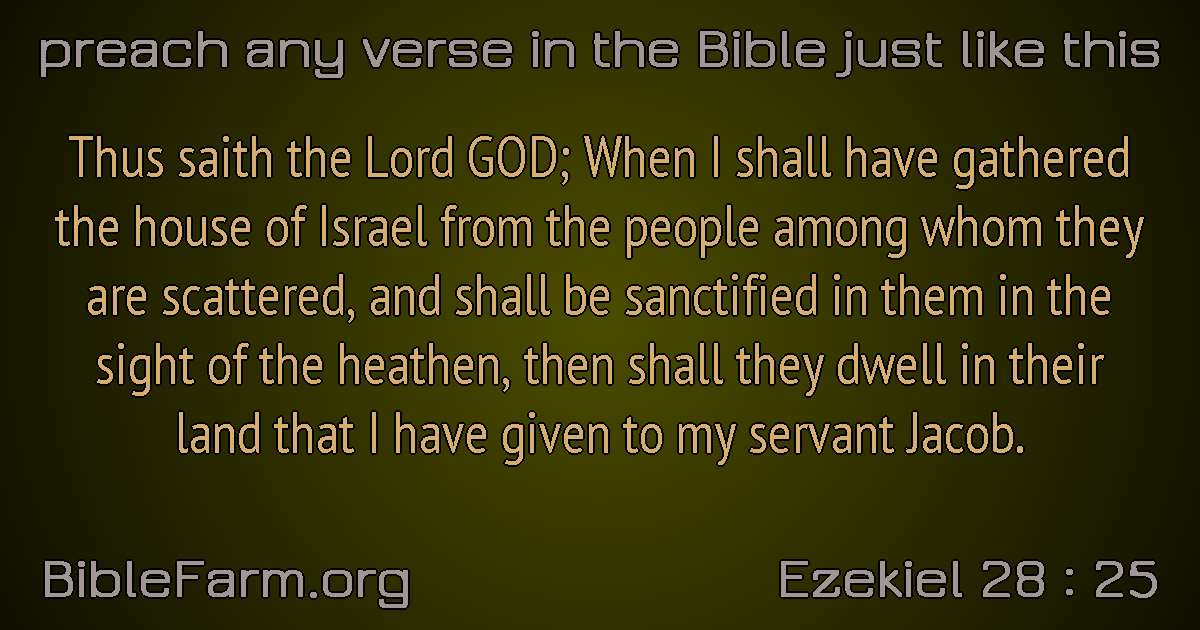 preach any verse in the Bible just like this
Thus saith the Lord GOD; When I shall have gathered
the house of Israel from the people among whom they
are scattered, and shall be sanctified in them in the
sight of the heathen, then shall they dwell in their
land that I have given to my servant Jacob.
BibleFarm.org
Ezekiel 28 : 25